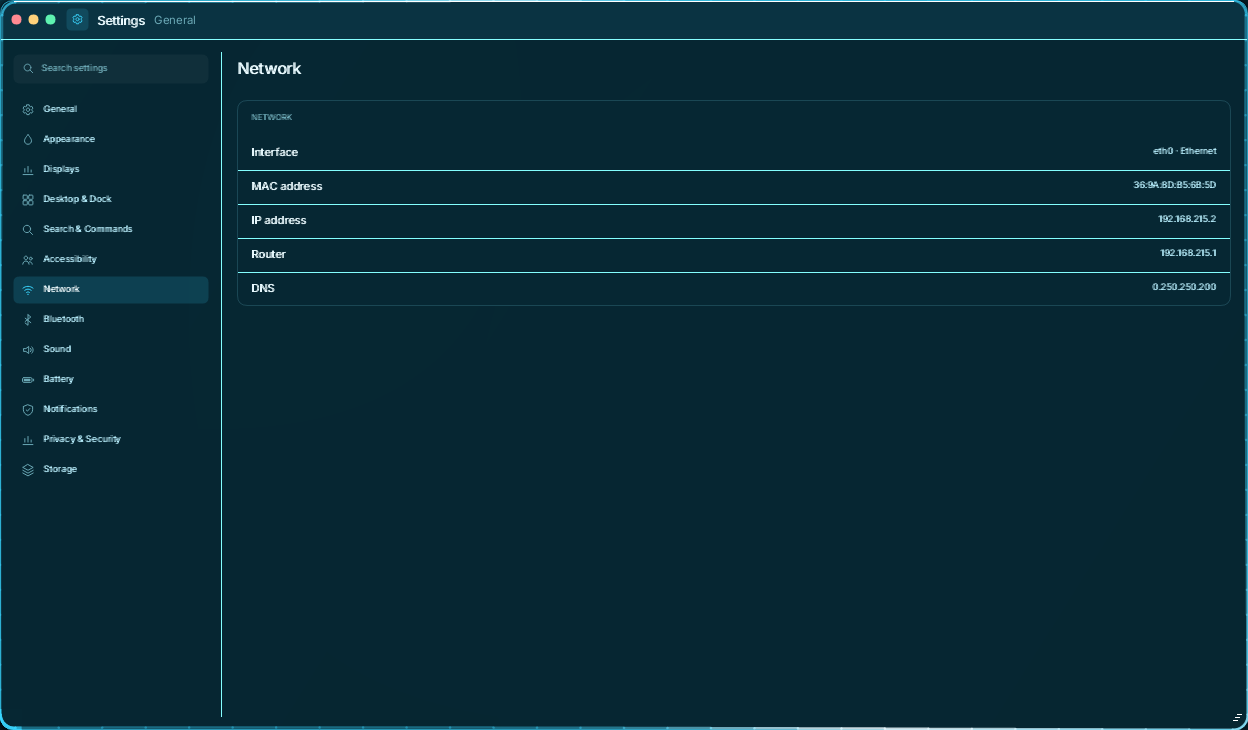 Settings General
Search settings
General
Appearance
Displays
Desktop & Dock
Search & Commands
Accessibility
Network
Bluetooth
Sound
Battery
Notifications
Privacy & Security
Storage
Network
NETWORK
Interface eth0 · Ethernet
MAC address 36:9A:8D:B5:6B:5D
IP address 192.168.215.2
Router 192.168.215.1
DNS 0.250.250.200